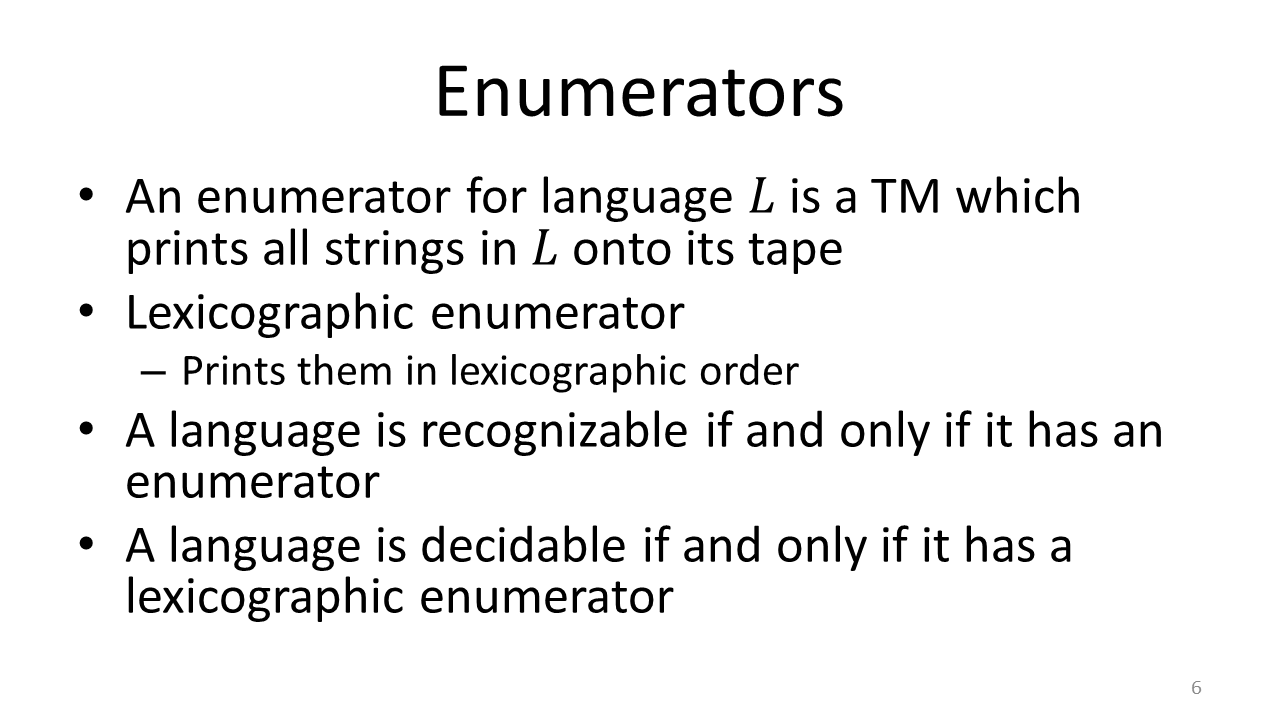 Enumerators
• An enumerator for language L is a TM which
prints all strings in L onto its tape
• Lexicographic enumerator
– Prints them in lexicographic order
• A language is recognizable if and only if it has an
enumerator
• A language is decidable if and only if it has a
lexicographic enumerator
6